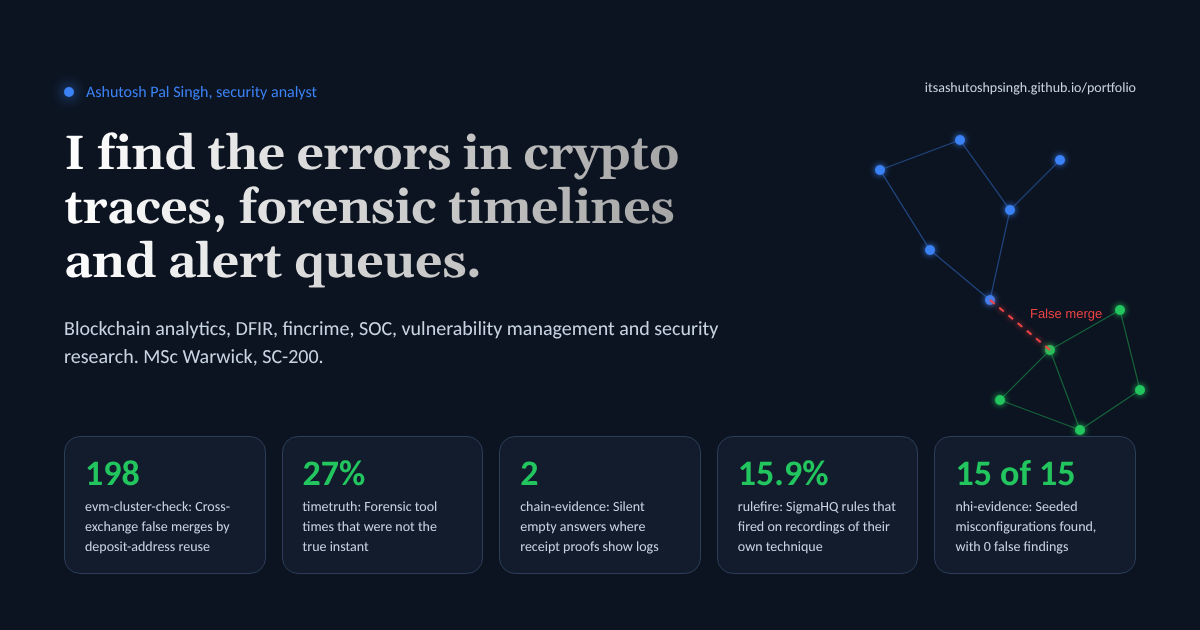 Ashutosh Pal Singh, security analyst
itsashutoshpsingh.github.io/portfolio
I find the errors in crypto
traces, forensic timelines
and alert queues.
Blockchain analytics, DFIR, fincrime, SOC, vulnerability management and security
research. MSc Warwick, SC-200.
False merge
198
evm-cluster-check: Cross-
exchange false merges by
deposit-address reuse
27%
timetruth: Forensic tool
times that were not the
true instant
2
chain-evidence: Silent
empty answers where
receipt proofs show logs
15.9%
rulefire: SigmaHQ rules that
fired on recordings of their
own technique
15 of 15
nhi-evidence: Seeded
misconfigurations found,
with 0 false findings